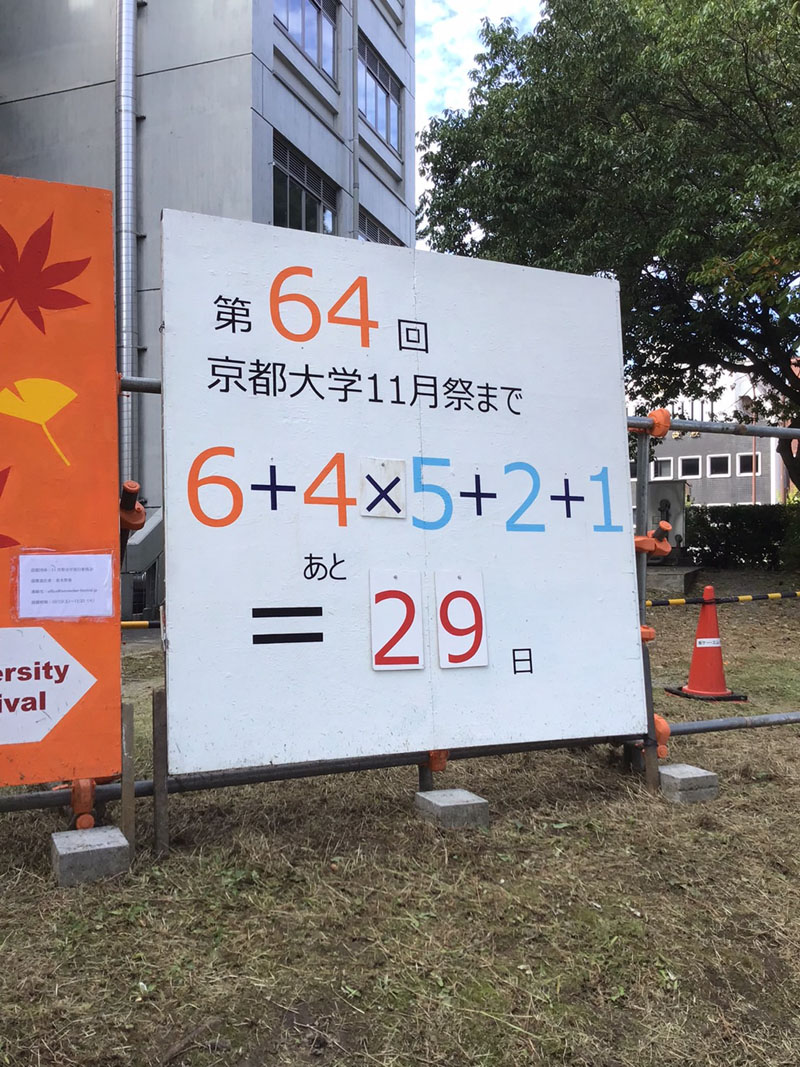 第64回
京都大学11月祭まで
6+4×5+2+1
あと
=29日
ersity
ival